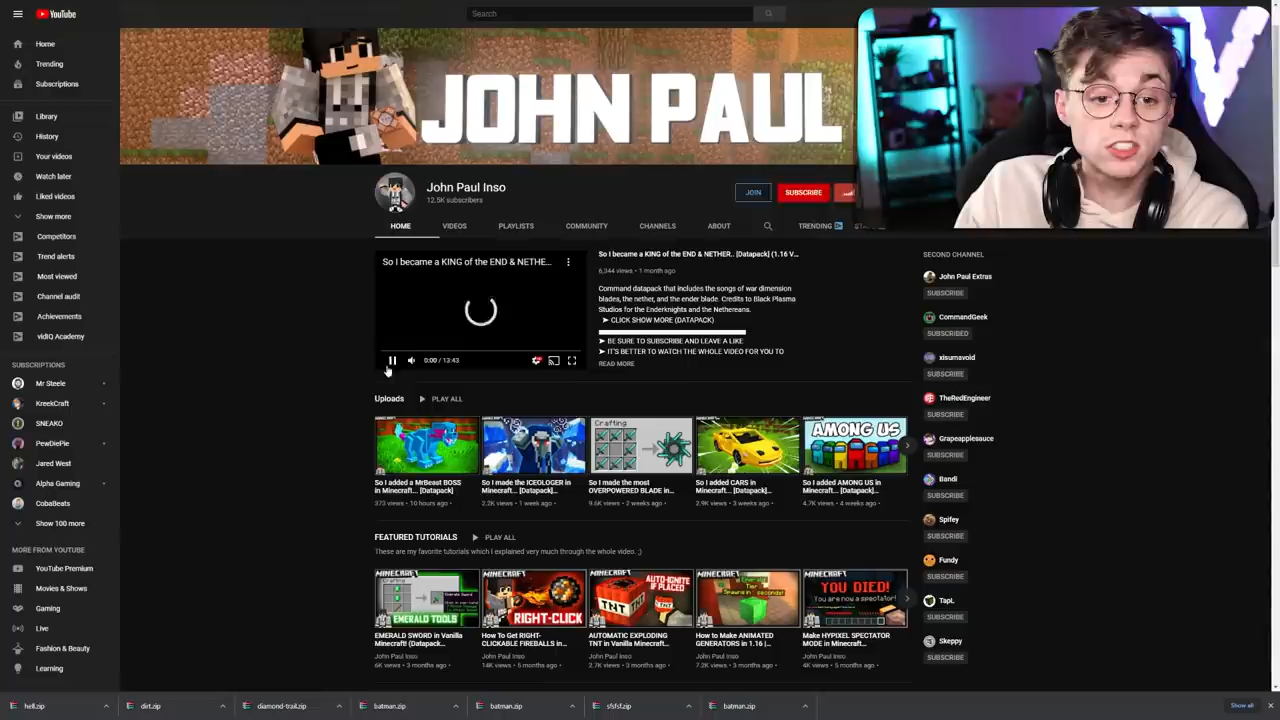 YouTube
Search
Home
Trending
Subscriptions
Library
History
Your videos
Watch later
Liked videos
Show more
Competitors
Trend alerts
Most viewed
Channel audit
Achievements
vidIQ Academy
SUBSCRIPTIONS
Mr Steele
KreekCraft
SNEAKO
PewDiePie
Jared West
Alpha Gaming
CobaBeats
Show 100 more
MORE FROM YOUTUBE
YouTube Premium
Movies & Shows
Gaming
Live
Fashion & Beauty
Learning
JOHN PAUL
John Paul Inso
12.5K subscribers
JOIN
SUBSCRIBE
HOME
VIDEOS
PLAYLISTS
COMMUNITY
CHANNELS
ABOUT
TRENDING
So I became a KING of the END & NETHE...
0:00 / 13:43
So I became a KING of the END & NETHER.. [Datapack] (1.16 V...
6,344 views • 1 month ago
Command datapack that includes the songs of war dimension
blades, the nether, and the ender blade. Credits to Black Plasma
Studios for the Enderknights and the Nethereans.
➤ CLICK SHOW MORE (DATAPACK)
➤ BE SURE TO SUBSCRIBE AND LEAVE A LIKE
➤ IT'S BETTER TO WATCH THE WHOLE VIDEO FOR YOU TO
READ MORE
Uploads
PLAY ALL
Crafting
AMONG US
So I added a MrBeast BOSS
in Minecraft... [Datapack]
373 views • 10 hours ago
So I made the ICEOLOGER in
Minecraft... [Datapack]...
2.2K views • 1 week ago
So I made the most
OVERPOWERED BLADE in...
9.6K views • 2 weeks ago
So I added CARS in
Minecraft... [Datapack]...
2.9K views • 3 weeks ago
So I added AMONG US in
Minecraft... [Datapack]...
4.7K views • 4 weeks ago
FEATURED TUTORIALS
PLAY ALL
These are my favorite tutorials which I explained very much through the whole video. ;)
MINECRAFT
Crafting
EMERALD TOOLS
MINECRAFT
RIGHT-CLICK
MINECRAFT
AUTO-IGNITE
IF PLACED
TNT
MINECRAFT
Emerald
Tier
Spawns in seconds!
MINECRAFT
YOU DIED!
You are now a spectator!
EMERALD SWORD in Vanilla
Minecraft! (Datapack...
John Paul Inso
6K views • 3 months ago
How To Get RIGHT-
CLICKABLE FIREBALLS in...
John Paul Inso
14K views • 5 months ago
AUTOMATIC EXPLODING
TNT in Vanilla Minecraft...
John Paul Inso
2.7K views • 3 months ago
How to Make ANIMATED
GENERATORS in 1.16 |...
John Paul Inso
7.2K views • 3 months ago
Make HYPIXEL SPECTATOR
MODE in Minecraft...
John Paul Inso
4K views • 5 months ago
SECOND CHANNEL
John Paul Extras
SUBSCRIBE
CommandGeek
SUBSCRIBED
xisumavoid
SUBSCRIBE
TheRedEngineer
SUBSCRIBE
Grapeapplesauce
SUBSCRIBE
Bandi
SUBSCRIBE
Spifey
SUBSCRIBE
Fundy
SUBSCRIBE
TapL
SUBSCRIBE
Skeppy
SUBSCRIBE
hell.zip
dirt.zip
diamond-trail.zip
batman.zip
batman.zip
sfsfsf.zip
batman.zip
Show all